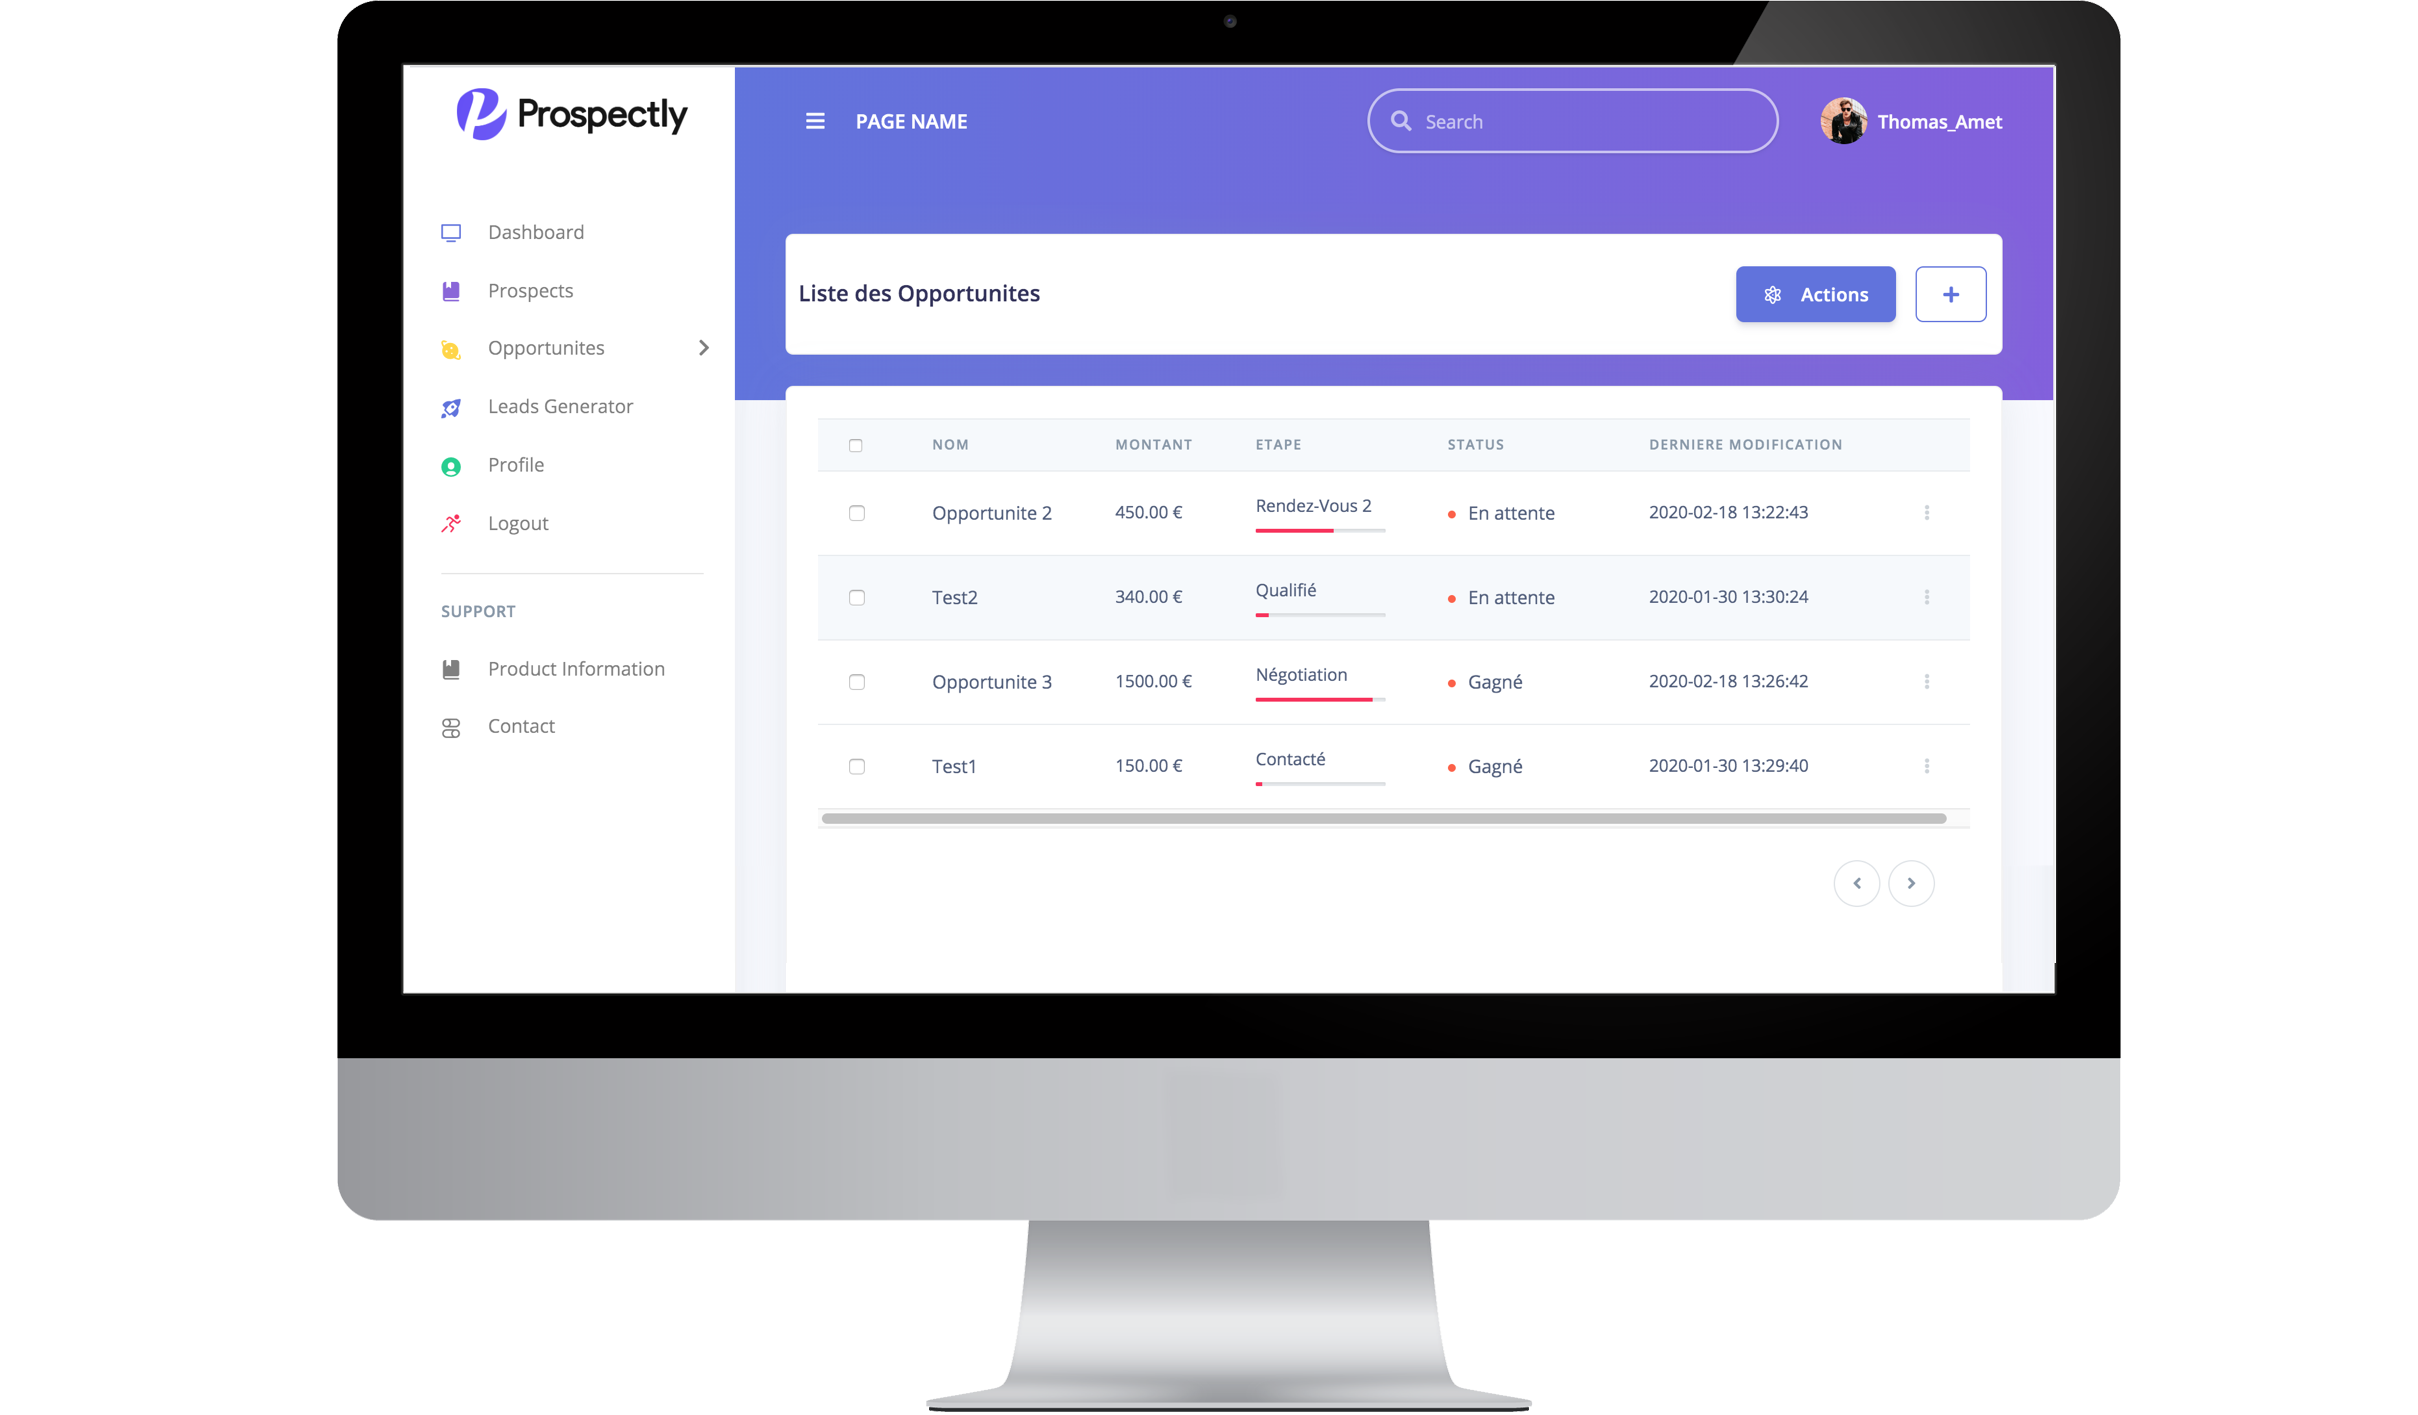 Prospectly
PAGE NAME
Search
Thomas_Amet
Dashboard
Prospects
Opportunites
Leads Generator
Profile
Logout
SUPPORT
Product Information
Contact
Liste des Opportunites
Actions
NOM MONTANT ETAPE STATUS DERNIERE MODIFICATION
Opportunite 2 450.00 € Rendez-Vous 2 En attente 2020-02-18 13:22:43
Test2 340.00 € Qualifié En attente 2020-01-30 13:30:24
Opportunite 3 1500.00 € Négotiation Gagné 2020-02-18 13:26:42
Test1 150.00 € Contacté Gagné 2020-01-30 13:29:40